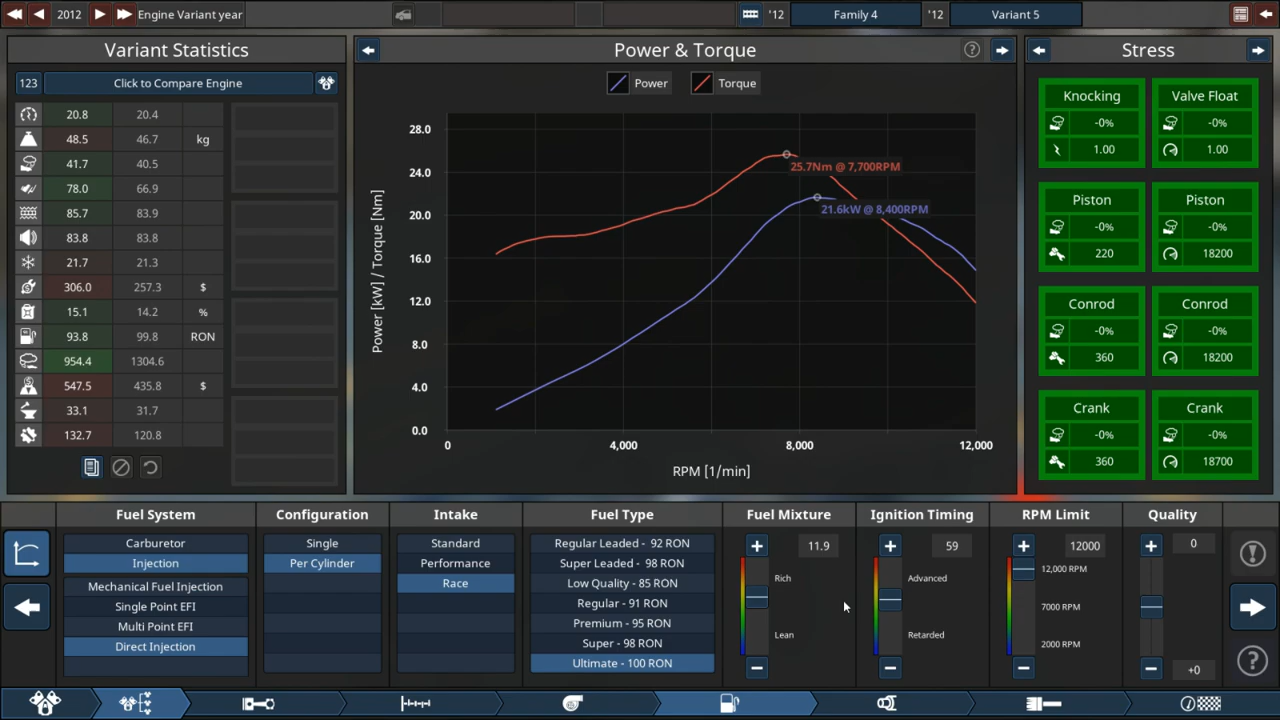 2012 Engine Variant year '12 Family 4 '12 Variant 5
Variant Statistics
123 Click to Compare Engine
20.8 20.4
48.5 46.7 kg
41.7 40.5
78.0 66.9
85.7 83.9
83.8 83.8
21.7 21.3
306.0 257.3 $
15.1 14.2 %
93.8 99.8 RON
954.4 1304.6
547.5 435.8 $
33.1 31.7
132.7 120.8
Power & Torque ?
Power Torque
Power [kW] / Torque [Nm]
28.0
24.0
20.0
16.0
12.0
8.0
4.0
0.0
25.7Nm @ 7,700RPM
21.6kW @ 8,400RPM
0 4,000 8,000 12,000
RPM [1/min]
Stress
Knocking Valve Float
-0% -0%
1.00 1.00
Piston Piston
-0% -0%
220 18200
Conrod Conrod
-0% -0%
360 18200
Crank Crank
-0% -0%
360 18700
Fuel System
Carburetor
Injection
Mechanical Fuel Injection
Single Point EFI
Multi Point EFI
Direct Injection
Configuration
Single
Per Cylinder
Intake
Standard
Performance
Race
Fuel Type
Regular Leaded - 92 RON
Super Leaded - 98 RON
Low Quality - 85 RON
Regular - 91 RON
Premium - 95 RON
Super - 98 RON
Ultimate - 100 RON
Fuel Mixture
+ 11.9
Rich
Lean
-
Ignition Timing
+ 59
Advanced
Retarded
-
RPM Limit
+ 12000
12,000 RPM
7000 RPM
2000 RPM
-
Quality
+ 0
- +0
!
?